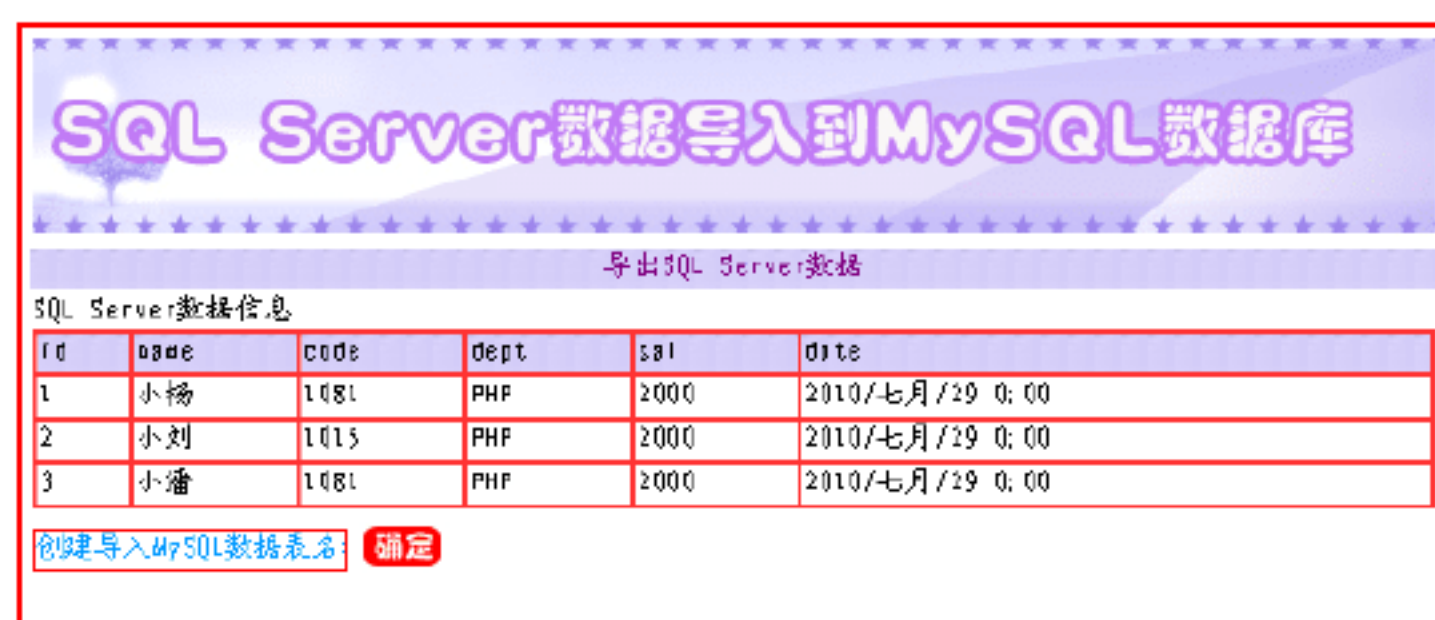 SQL Server数据导入到MySQL数据库
导出SQL Server数据
SQL Server数据信息
id name code dept sal date
1 小杨 1081 PHP 2000 2010/七月/29 0:00
2 小刘 1015 PHP 2000 2010/七月/29 0:00
3 小潘 1081 PHP 2000 2010/七月/29 0:00
创建导入MySQL数据表名: 确定